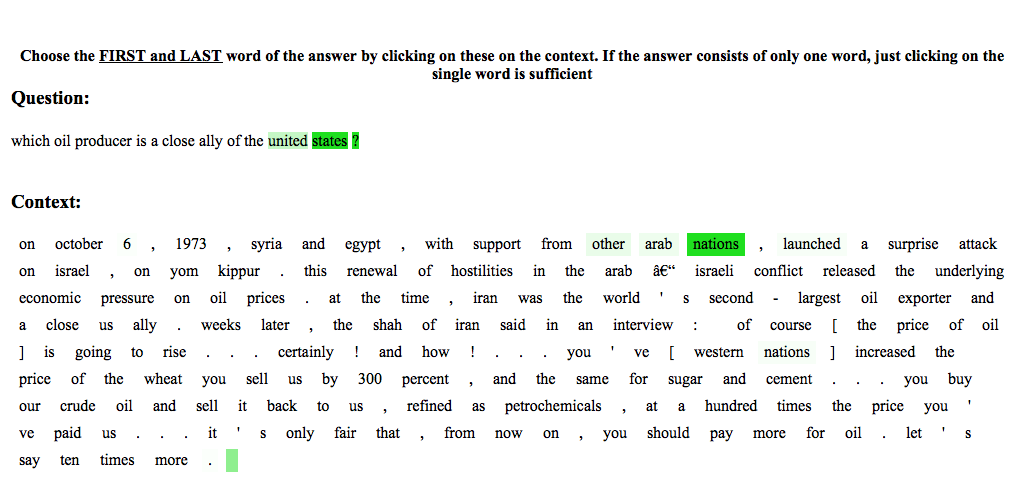 Choose the FIRST and LAST word of the answer by clicking on these on the context. If the answer consists of only one word, just clicking on the
single word is sufficient
Question:
which oil producer is a close ally of the united states ?
Context:
on october 6 , 1973 , syria and egypt , with support from other arab nations , launched a surprise attack
on israel , on yom kippur . this renewal of hostilities in the arab â€“ israeli conflict released the underlying
economic pressure on oil prices . at the time , iran was the world ' s second - largest oil exporter and
a close us ally . weeks later , the shah of iran said in an interview : of course [ the price of oil
] is going to rise . . . certainly ! and how ! . . . you ' ve [ western nations ] increased the
price of the wheat you sell us by 300 percent , and the same for sugar and cement . . . you buy
our crude oil and sell it back to us , refined as petrochemicals , at a hundred times the price you '
ve paid us . . . it ' s only fair that , from now on , you should pay more for oil . let ' s
say ten times more .